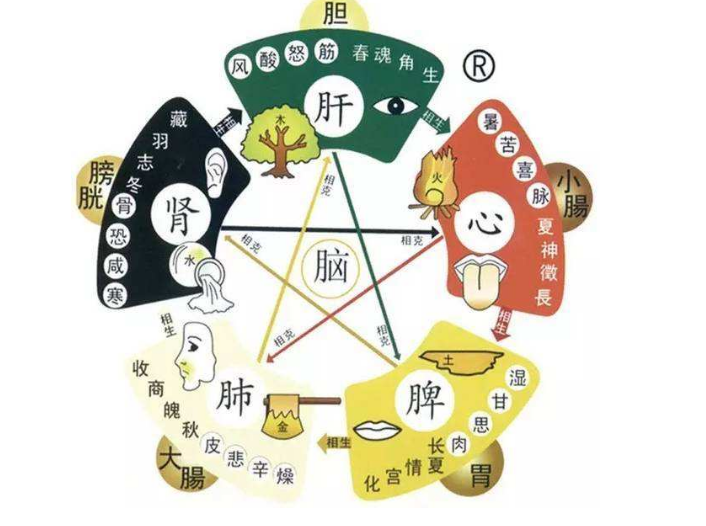 胆
风 酸 怒 筋 春 魂 角 生
®
肝
木
相生
相生
暑 苦 喜 脉 夏 神 徵 長
火
心
小腸
藏 羽 志 冬 骨 恐 咸 寒
肾
水
膀胱
相克
相克
相克
脑
相克
相克
相生
相生
收 商 魄 秋 皮 悲 辛 燥
肺
金
大腸
相生
土
脾
湿 甘 思 肉 长夏 情 宫 化
胃